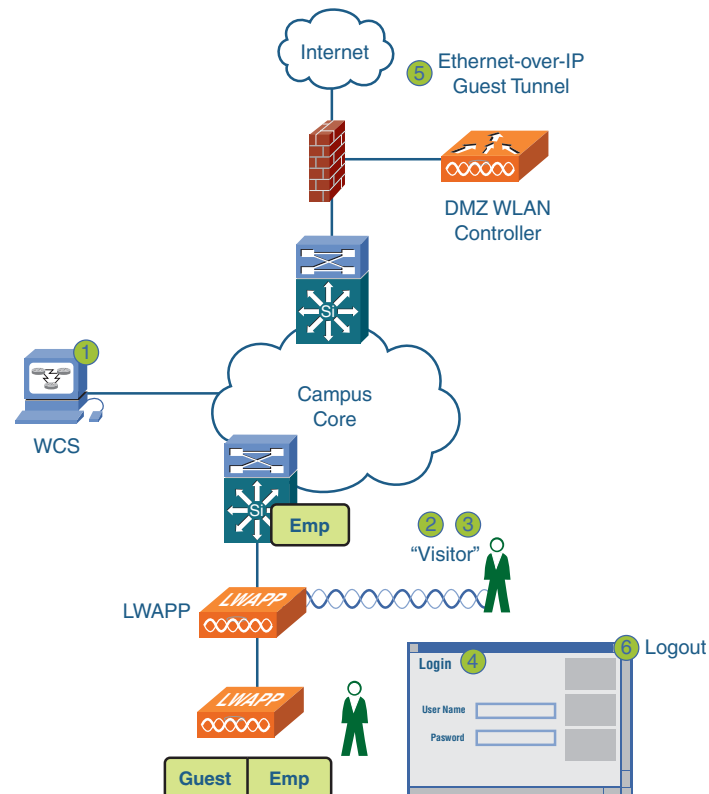 Internet
5
Ethernet-over-IP
Guest Tunnel
DMZ WLAN
Controller
Si
1
Campus
Core
WCS
Si
Emp
2 3
“Visitor”
LWAPP
LWAPP
6 Logout
Login 4
User Name
Pasword
LWAPP
Guest Emp